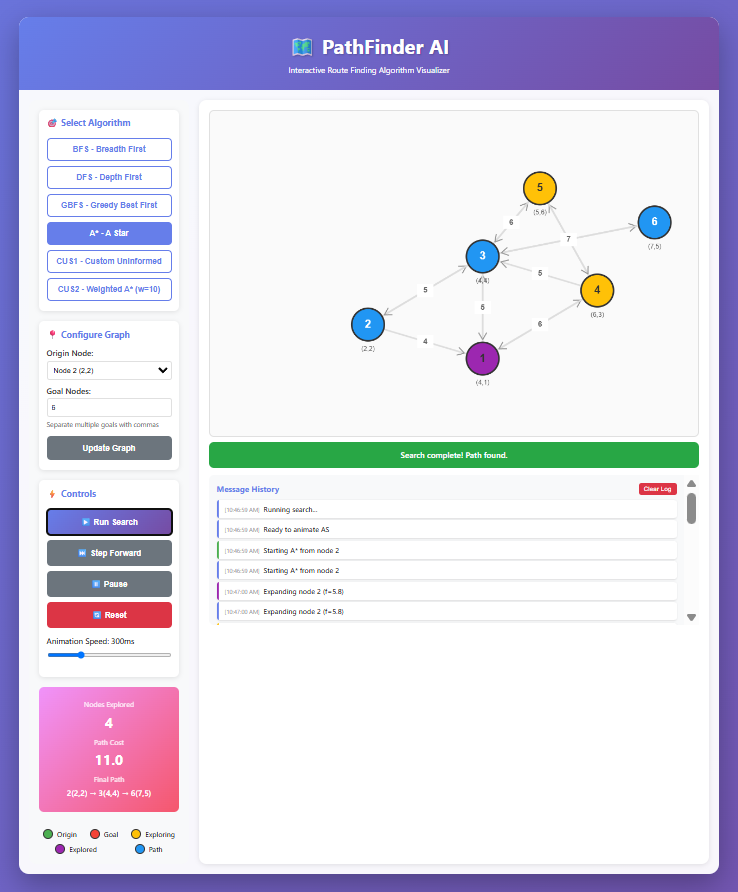 PathFinder AI
Interactive Route Finding Algorithm Visualizer
Select Algorithm
BFS - Breadth First
DFS - Depth First
GBFS - Greedy Best First
A* - A Star
CUS1 - Custom Uninformed
CUS2 - Weighted A* (w=10)
Configure Graph
Origin Node:
Node 2 (2,2)
Goal Nodes:
6
Separate multiple goals with commas
Update Graph
Controls
Run Search
Step Forward
Pause
Reset
Animation Speed: 300ms
Nodes Explored
4
Path Cost
11.0
Final Path
2(2,2) → 3(4,4) → 6(7,5)
Origin
Goal
Exploring
Explored
Path
5
(5,6)
6
6
(7,5)
7
3
(4,4)
5
4
(6,3)
5
6
2
(2,2)
4
6
1
(4,1)
Search complete! Path found.
Message History
Clear Log
[10:46:59 AM] Running search...
[10:46:59 AM] Ready to animate AS
[10:46:59 AM] Starting A* from node 2
[10:46:59 AM] Starting A* from node 2
[10:47:00 AM] Expanding node 2 (f=5.8)
[10:47:00 AM] Expanding node 2 (f=5.8)